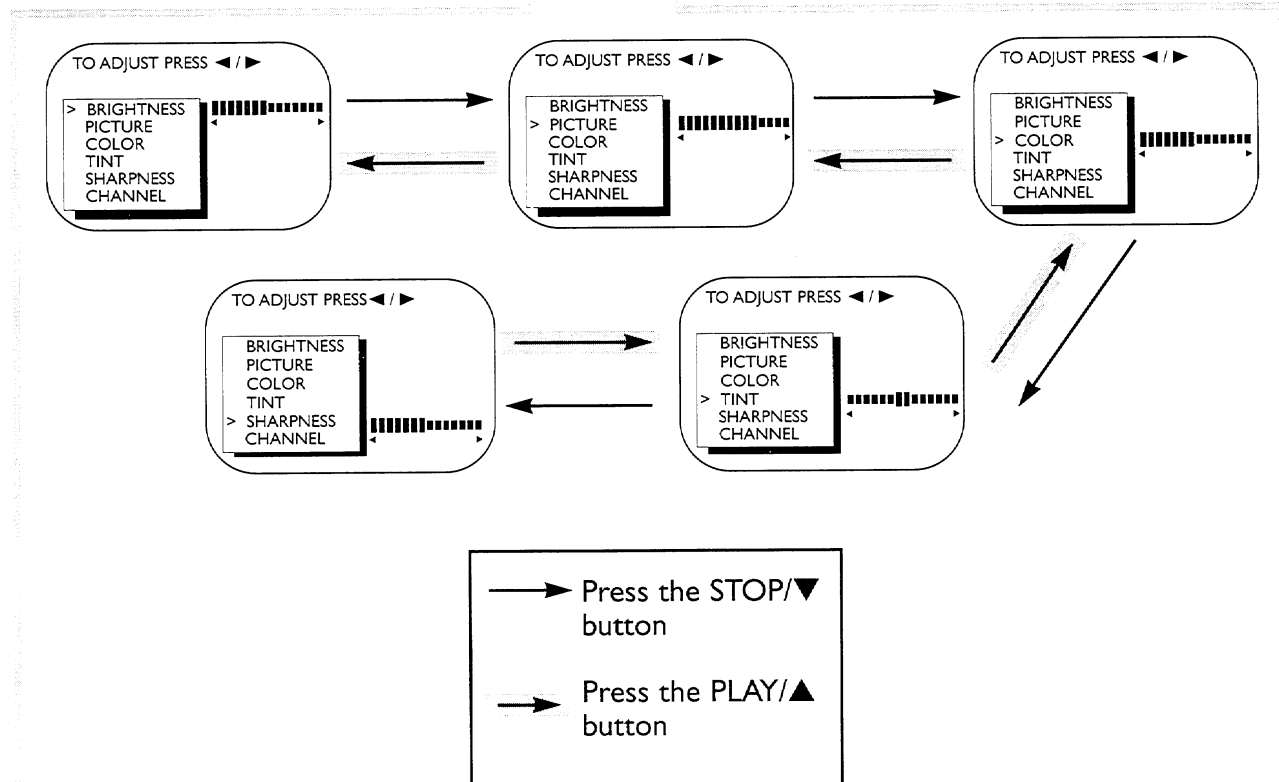 TO ADJUST PRESS ◄ / ►
> BRIGHTNESS
PICTURE
COLOR
TINT
SHARPNESS
CHANNEL
TO ADJUST PRESS ◄ / ►
BRIGHTNESS
> PICTURE
COLOR
TINT
SHARPNESS
CHANNEL
TO ADJUST PRESS ◄ / ►
BRIGHTNESS
PICTURE
> COLOR
TINT
SHARPNESS
CHANNEL
TO ADJUST PRESS ◄ / ►
BRIGHTNESS
PICTURE
COLOR
TINT
> SHARPNESS
CHANNEL
TO ADJUST PRESS ◄ / ►
BRIGHTNESS
PICTURE
COLOR
> TINT
SHARPNESS
CHANNEL
Press the STOP/▼
button
Press the PLAY/▲
button